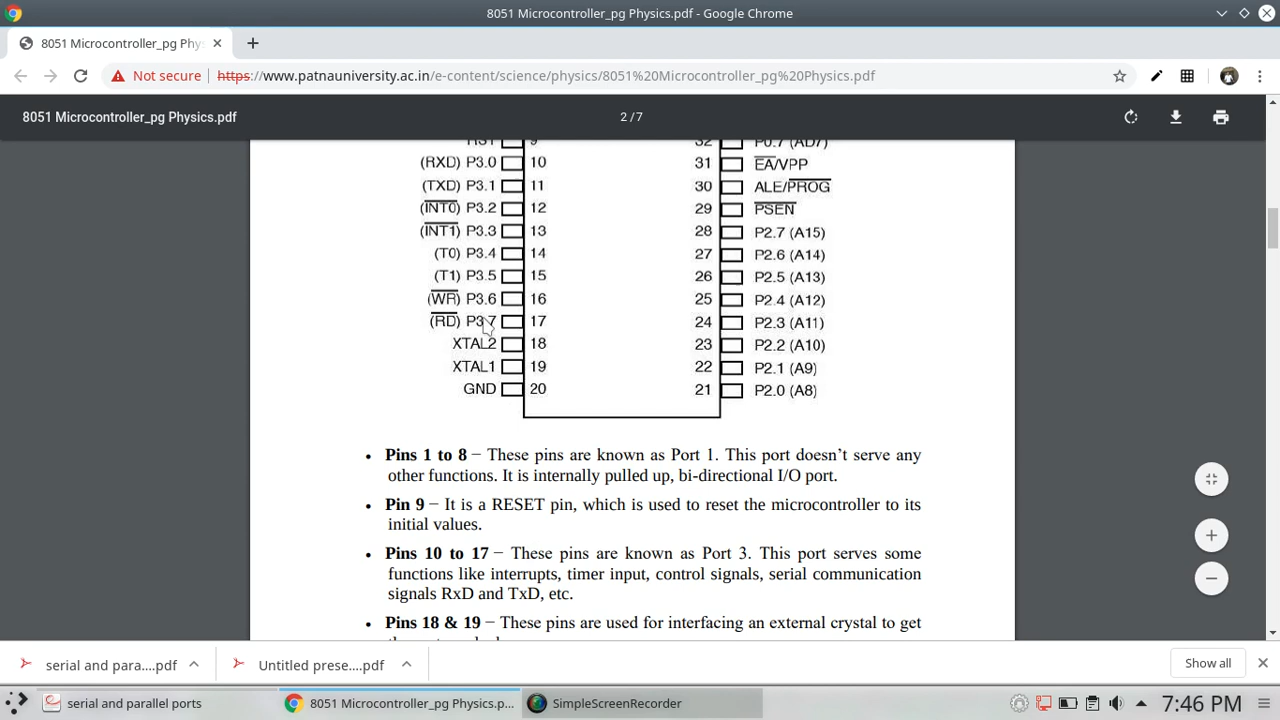 8051 Microcontroller_pg Physics.pdf - Google Chrome
8051 Microcontroller_pg Phy
Not secure | https://www.patnauniversity.ac.in/e-content/science/physics/8051%20Microcontroller_pg%20Physics.pdf
8051 Microcontroller_pg Physics.pdf 2 / 7
RST 9 32 P0.7 (AD7)
(RXD) P3.0 10 31 EA/VPP
(TXD) P3.1 11 30 ALE/PROG
(INT0) P3.2 12 29 PSEN
(INT1) P3.3 13 28 P2.7 (A15)
(T0) P3.4 14 27 P2.6 (A14)
(T1) P3.5 15 26 P2.5 (A13)
(WR) P3.6 16 25 P2.4 (A12)
(RD) P3.7 17 24 P2.3 (A11)
XTAL2 18 23 P2.2 (A10)
XTAL1 19 22 P2.1 (A9)
GND 20 21 P2.0 (A8)
• Pins 1 to 8 − These pins are known as Port 1. This port doesn’t serve any
other functions. It is internally pulled up, bi-directional I/O port.
• Pin 9 − It is a RESET pin, which is used to reset the microcontroller to its
initial values.
• Pins 10 to 17 − These pins are known as Port 3. This port serves some
functions like interrupts, timer input, control signals, serial communication
signals RxD and TxD, etc.
• Pins 18 & 19 − These pins are used for interfacing an external crystal to get
serial and para....pdf Untitled prese....pdf Show all
serial and parallel ports 8051 Microcontroller_pg Physics.p... SimpleScreenRecorder 7:46 PM